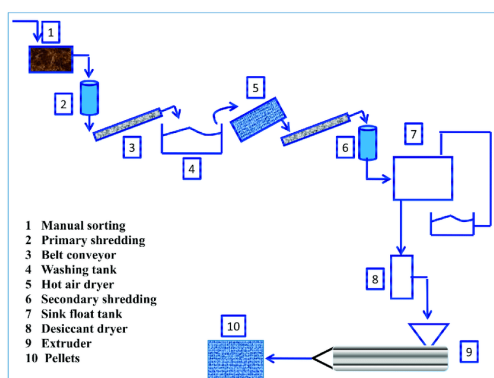 1
2
3
4
5
6
7
8
9
10
1 Manual sorting
2 Primary shredding
3 Belt conveyor
4 Washing tank
5 Hot air dryer
6 Secondary shredding
7 Sink float tank
8 Desiccant dryer
9 Extruder
10 Pellets